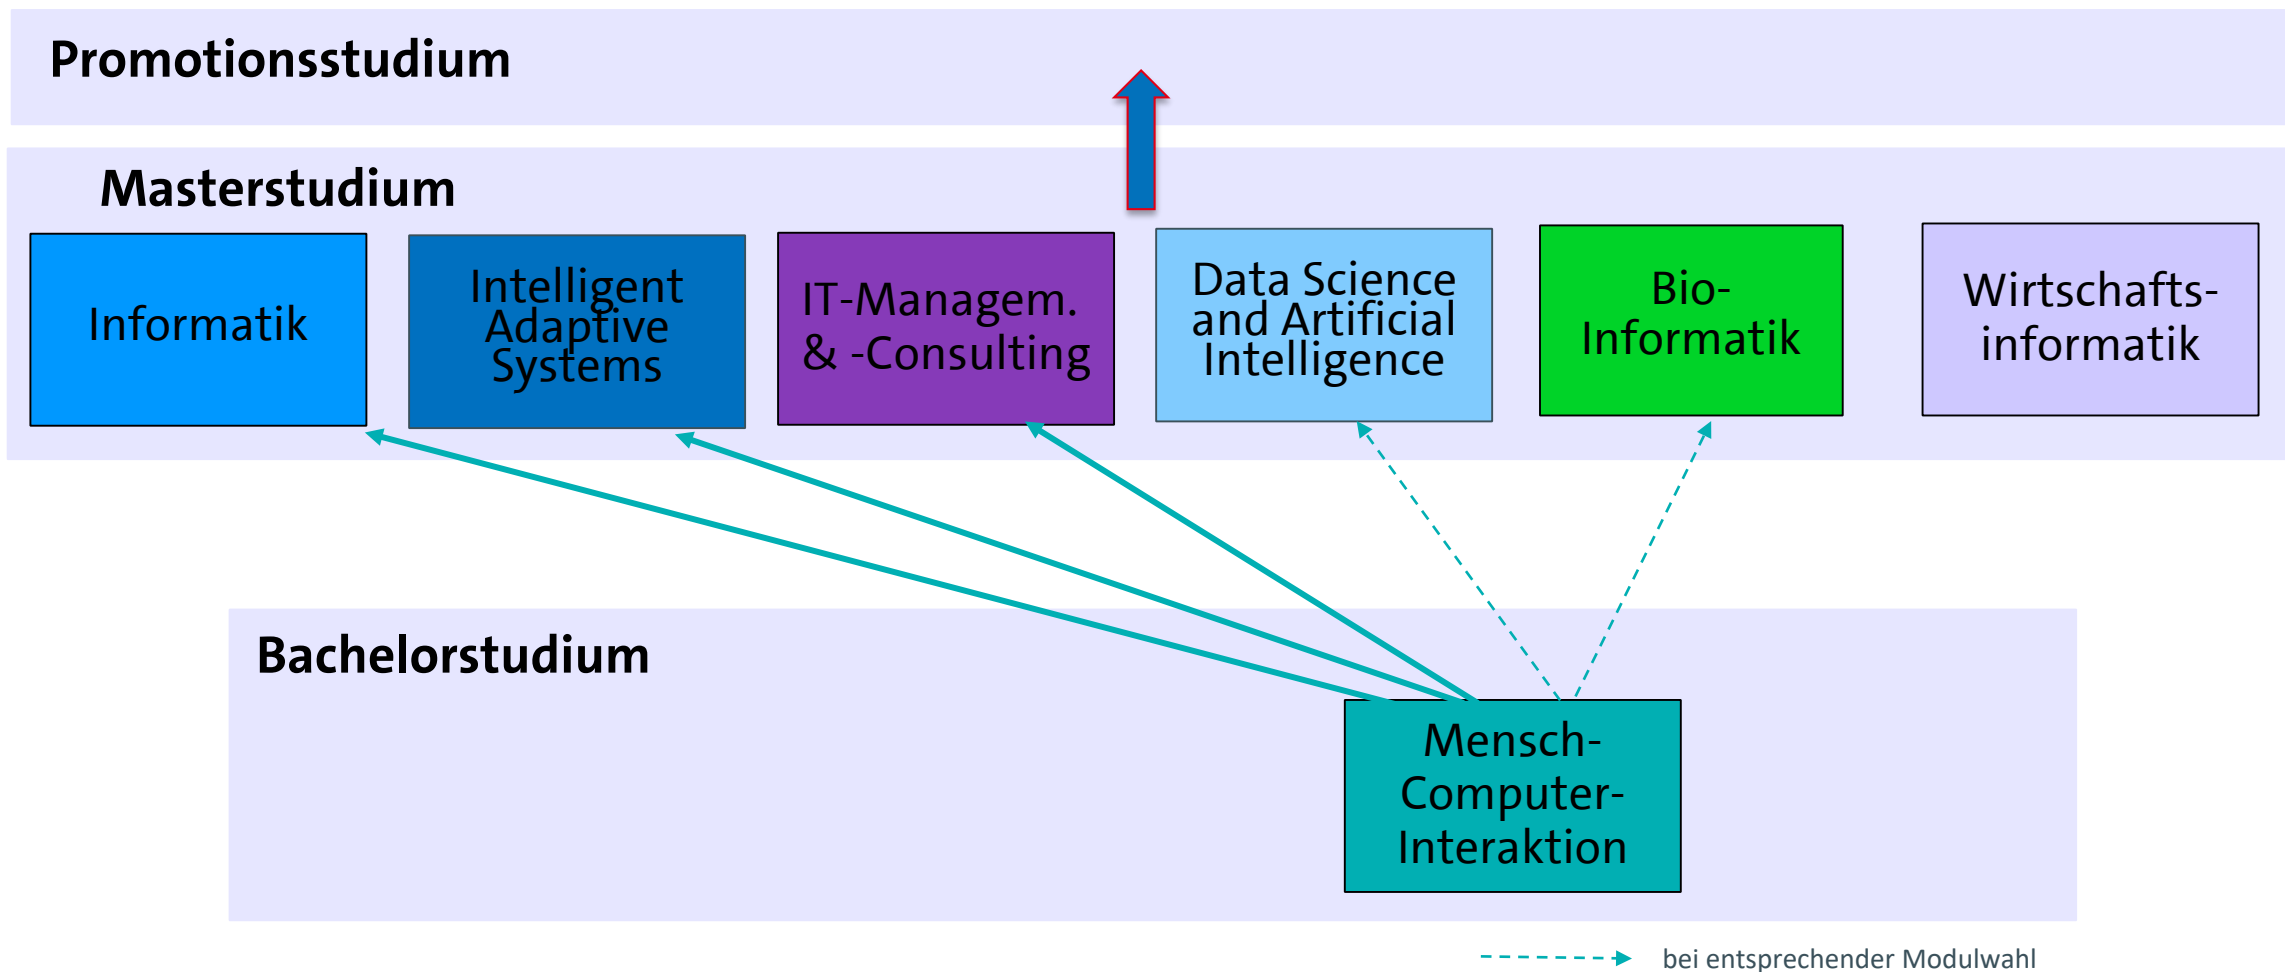 Promotionsstudium
Masterstudium
Informatik
Intelligent
Adaptive
Systems
IT-Managem.
& -Consulting
Data Science
and Artificial
Intelligence
Bio-
Informatik
Wirtschafts-
informatik
Bachelorstudium
Mensch-
Computer-
Interaktion
bei entsprechender Modulwahl